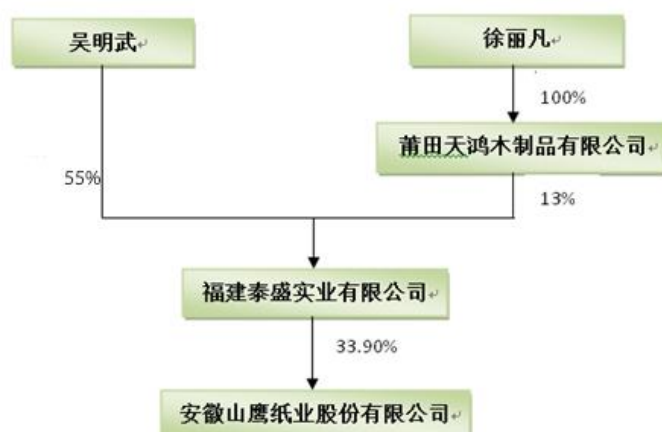 吴明武
徐丽凡
100%
莆田天鸿木制品有限公司
55%
13%
福建泰盛实业有限公司
33.90%
安徽山鹰纸业股份有限公司